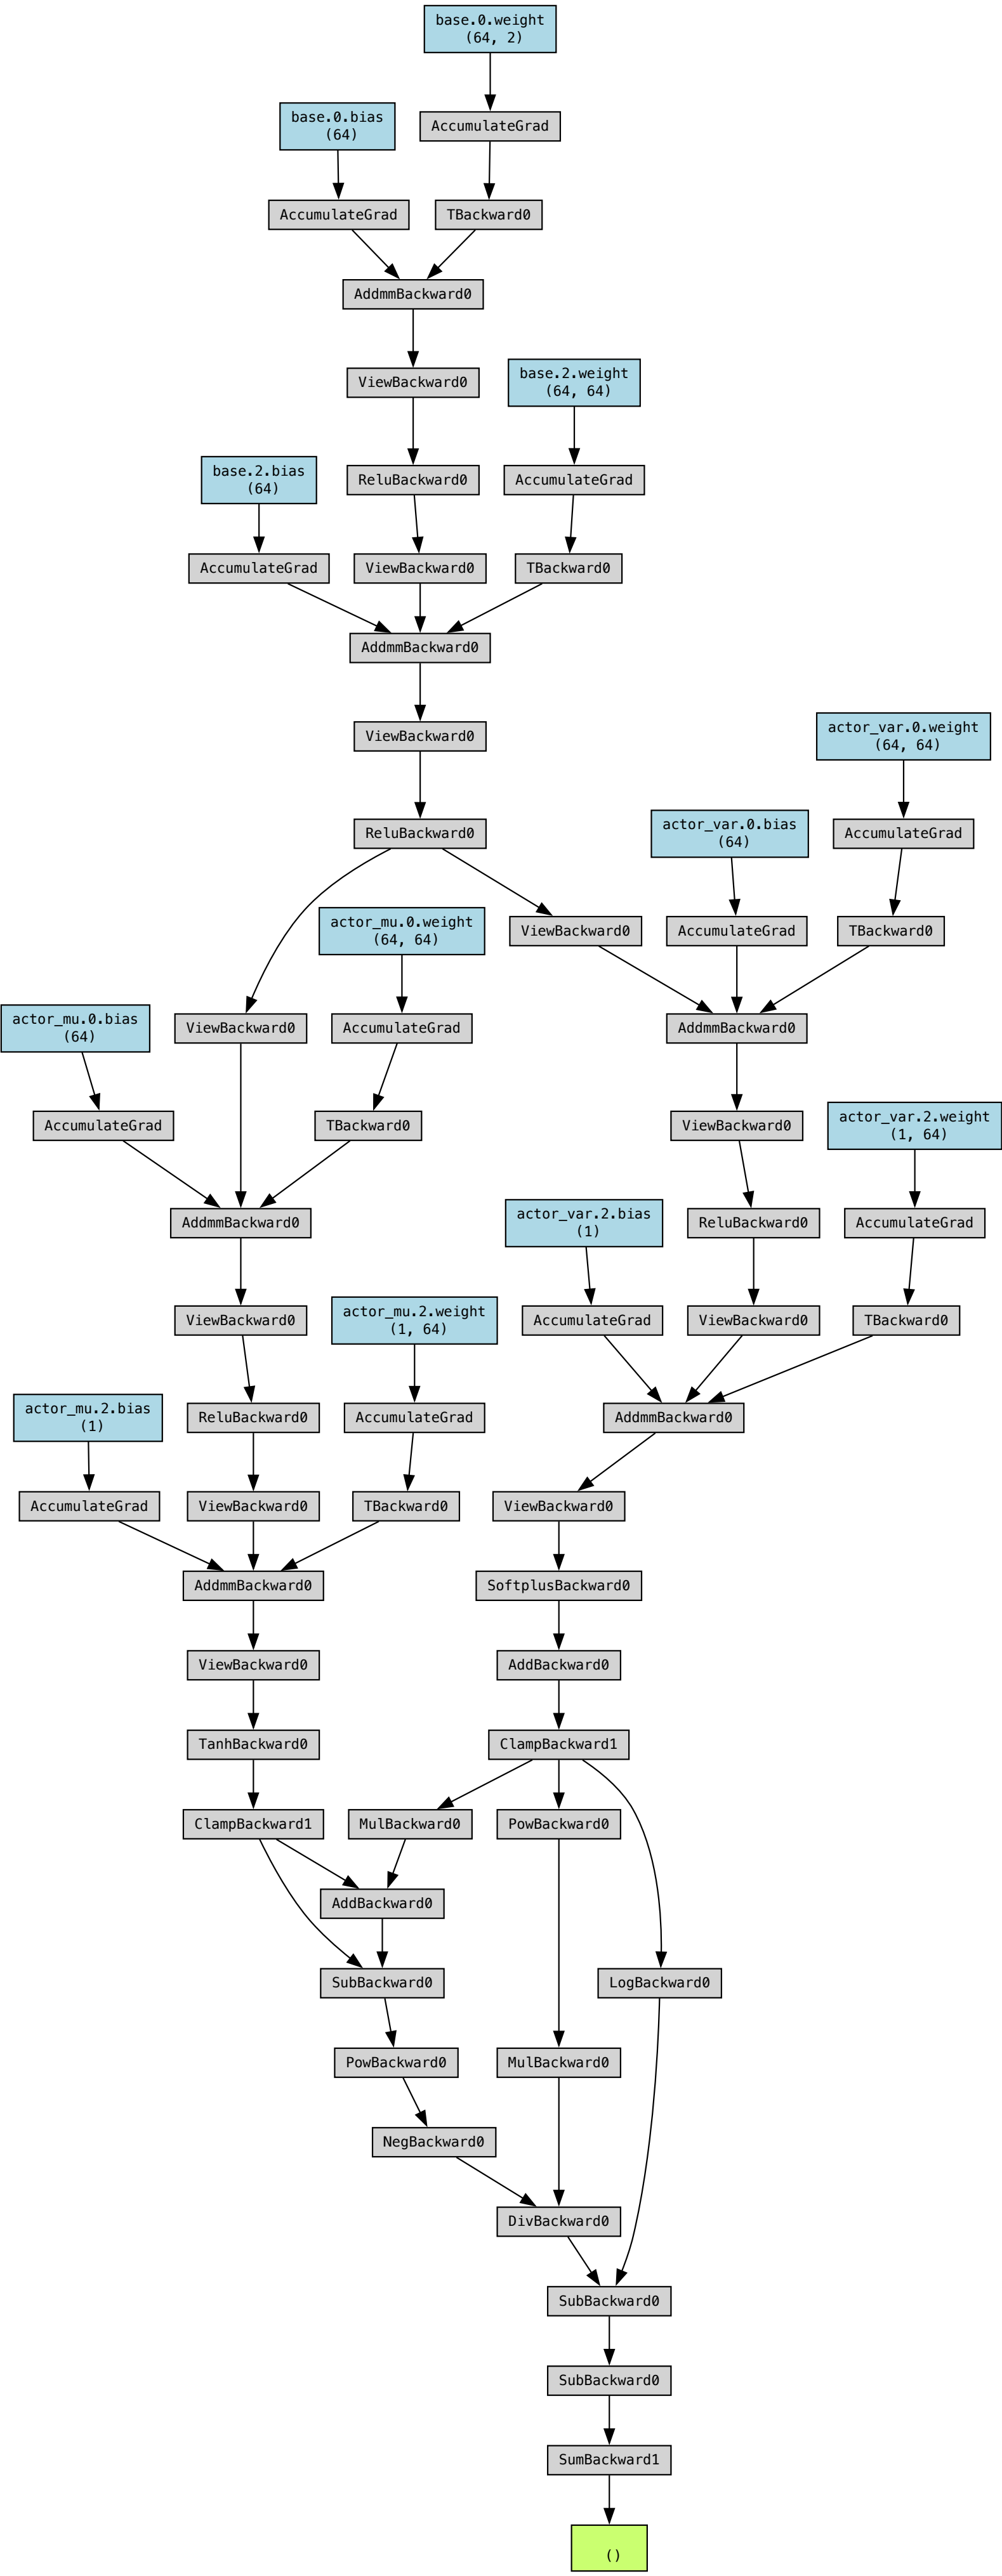 base.0.weight
(64, 2)
base.0.bias
(64)
AccumulateGrad
AccumulateGrad
TBackward0
AddmmBackward0
ViewBackward0
base.2.weight
(64, 64)
base.2.bias
(64)
ReluBackward0
AccumulateGrad
AccumulateGrad
ViewBackward0
TBackward0
AddmmBackward0
ViewBackward0
actor_var.0.weight
(64, 64)
ReluBackward0
actor_var.0.bias
(64)
AccumulateGrad
actor_mu.0.weight
(64, 64)
ViewBackward0
AccumulateGrad
TBackward0
actor_mu.0.bias
(64)
ViewBackward0
AccumulateGrad
AddmmBackward0
AccumulateGrad
TBackward0
ViewBackward0
actor_var.2.weight
(1, 64)
AddmmBackward0
actor_var.2.bias
(1)
ReluBackward0
AccumulateGrad
ViewBackward0
actor_mu.2.weight
(1, 64)
AccumulateGrad
ViewBackward0
TBackward0
actor_mu.2.bias
(1)
ReluBackward0
AccumulateGrad
AddmmBackward0
AccumulateGrad
ViewBackward0
TBackward0
ViewBackward0
AddmmBackward0
SoftplusBackward0
ViewBackward0
AddBackward0
TanhBackward0
ClampBackward1
ClampBackward1
MulBackward0
PowBackward0
AddBackward0
SubBackward0
LogBackward0
PowBackward0
MulBackward0
NegBackward0
DivBackward0
SubBackward0
SubBackward0
SumBackward1
()